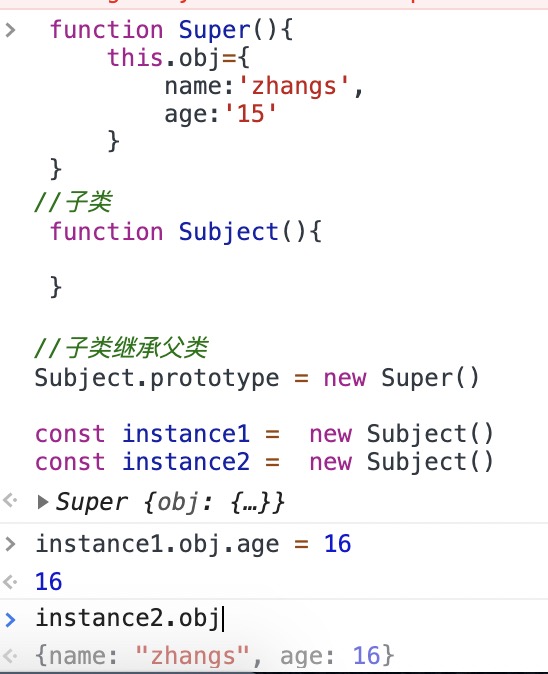 function Super(){
this.obj={
name:'zhangs',
age:'15'
}
}
//子类
function Subject(){
}
//子类继承父类
Subject.prototype = new Super()
const instance1 = new Subject()
const instance2 = new Subject()
Super {obj: {…}}
instance1.obj.age = 16
16
instance2.obj
{name: "zhangs", age: 16}